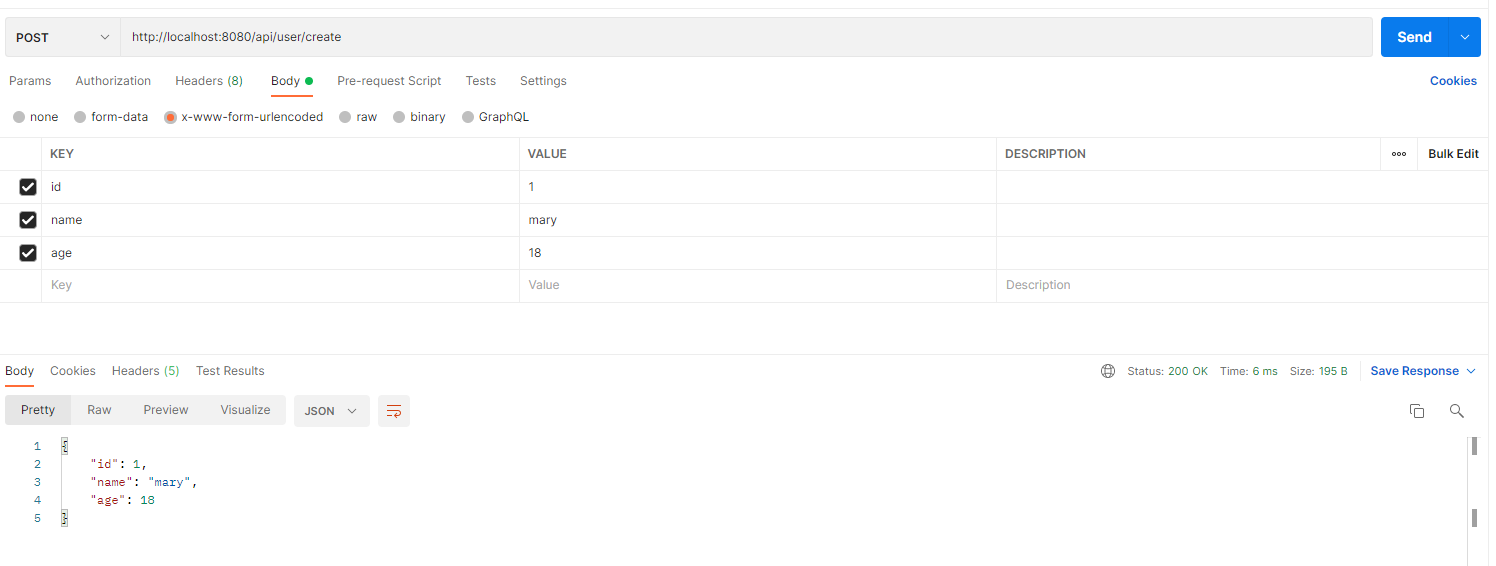 POST http://localhost:8080/api/user/create Send
Params Authorization Headers (8) Body Pre-request Script Tests Settings Cookies
none form-data x-www-form-urlencoded raw binary GraphQL
KEY VALUE DESCRIPTION Bulk Edit
id 1
name mary
age 18
Key Value Description
Body Cookies Headers (5) Test Results Status: 200 OK Time: 6 ms Size: 195 B Save Response
Pretty Raw Preview Visualize JSON
1 {
2 "id": 1,
3 "name": "mary",
4 "age": 18
5 }